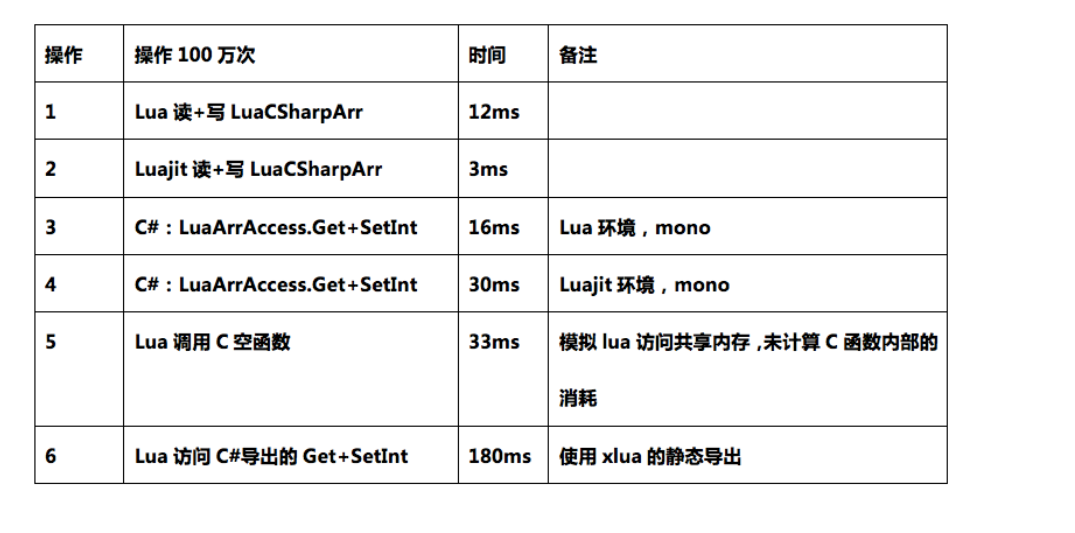 操作 操作 100 万次 时间 备注
1 Lua 读+写 LuaCSharpArr 12ms
2 Luajit 读+写 LuaCSharpArr 3ms
3 C#：LuaArrAccess.Get+SetInt 16ms Lua 环境，mono
4 C#：LuaArrAccess.Get+SetInt 30ms Luajit 环境，mono
5 Lua 调用 C 空函数 33ms 模拟 lua 访问共享内存，未计算 C 函数内部的
消耗
6 Lua 访问 C#导出的 Get+SetInt 180ms 使用 xlua 的静态导出